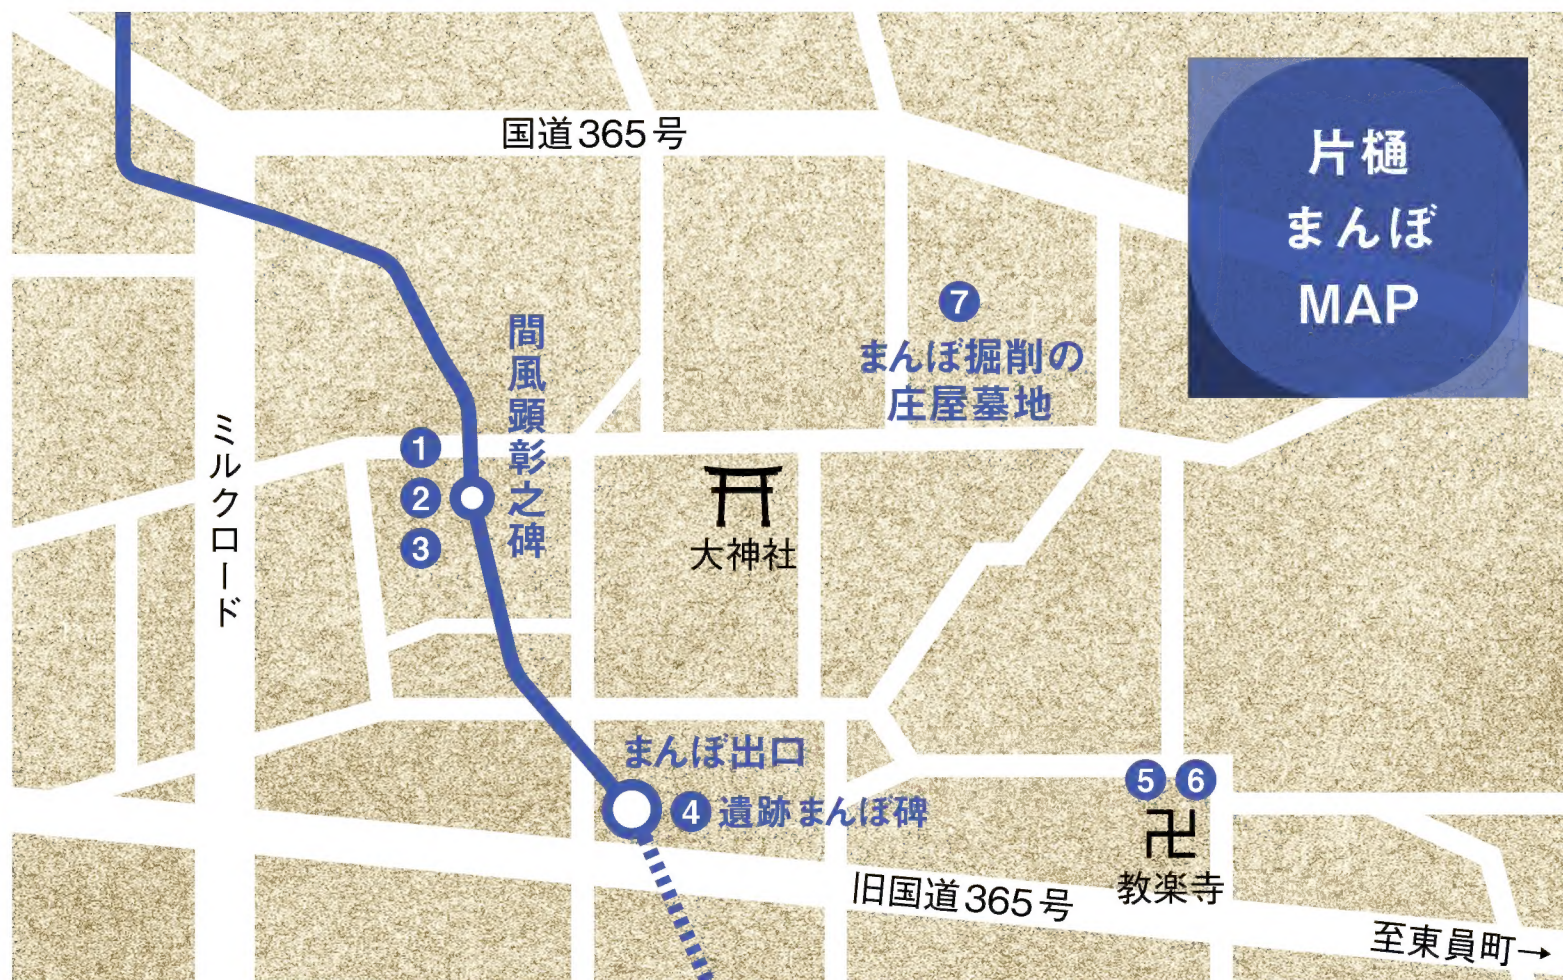 国道365号
片樋
まんぼ
MAP
7
まんぼ掘削の
庄屋墓地
間風顕彰之碑
1
2
3
ミルクロード
大神社
まんぼ出口
4 遺跡まんぼ碑
5 6
教楽寺
旧国道365号
至東員町→